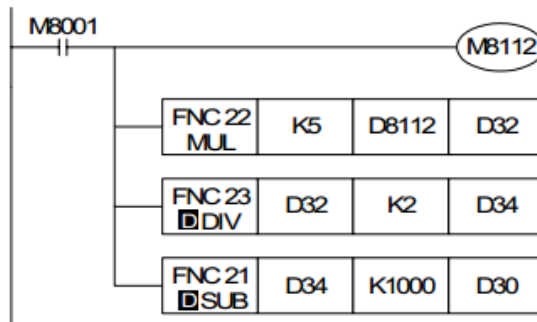 M8001
M8112
FNC 22 K5 D8112 D32
MUL
FNC 23 D32 K2 D34
D DIV
FNC 21 D34 K1000 D30
D SUB